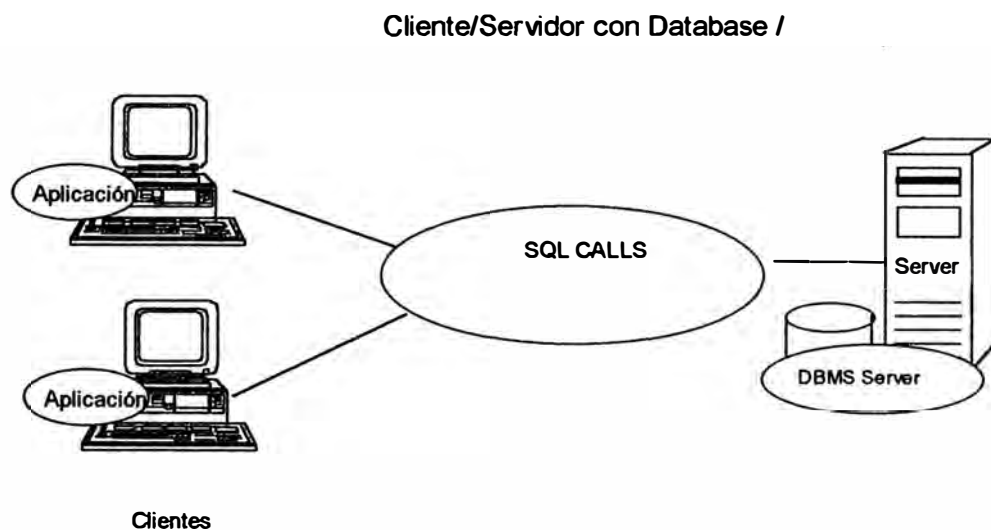 Cliente/Servidor con Database /
Aplicación
SQL CALLS
Server
Aplicación
DBMS Server
Clientes